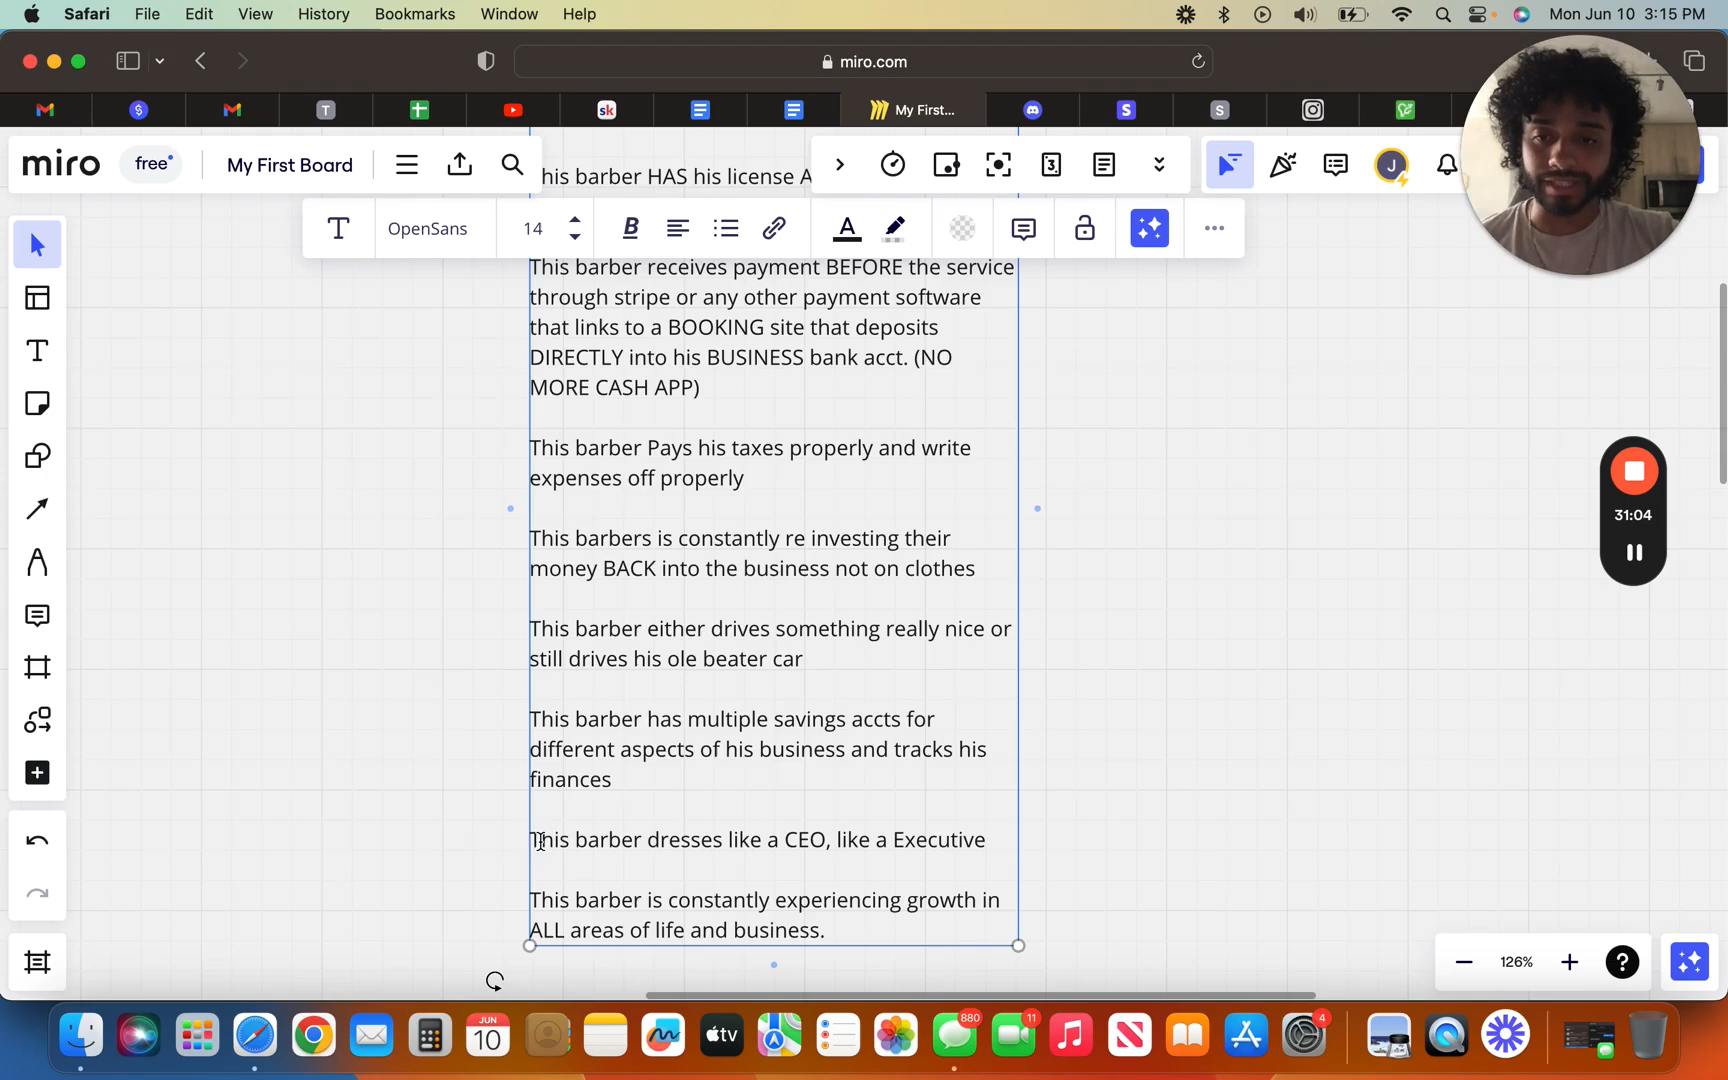 Safari File Edit View History Bookmarks Window Help Mon Jun 10 3:15 PM
miro.com
My First...
miro free My First Board
his barber HAS his license A
OpenSans 14
This barber receives payment BEFORE the service
through stripe or any other payment software
that links to a BOOKING site that deposits
DIRECTLY into his BUSINESS bank acct. (NO
MORE CASH APP)
This barber Pays his taxes properly and write
expenses off properly
This barbers is constantly re investing their
money BACK into the business not on clothes
This barber either drives something really nice or
still drives his ole beater car
This barber has multiple savings accts for
different aspects of his business and tracks his
finances
This barber dresses like a CEO, like a Executive
This barber is constantly experiencing growth in
ALL areas of life and business.
31:04
126%
JUN
10
tv
880
11
4